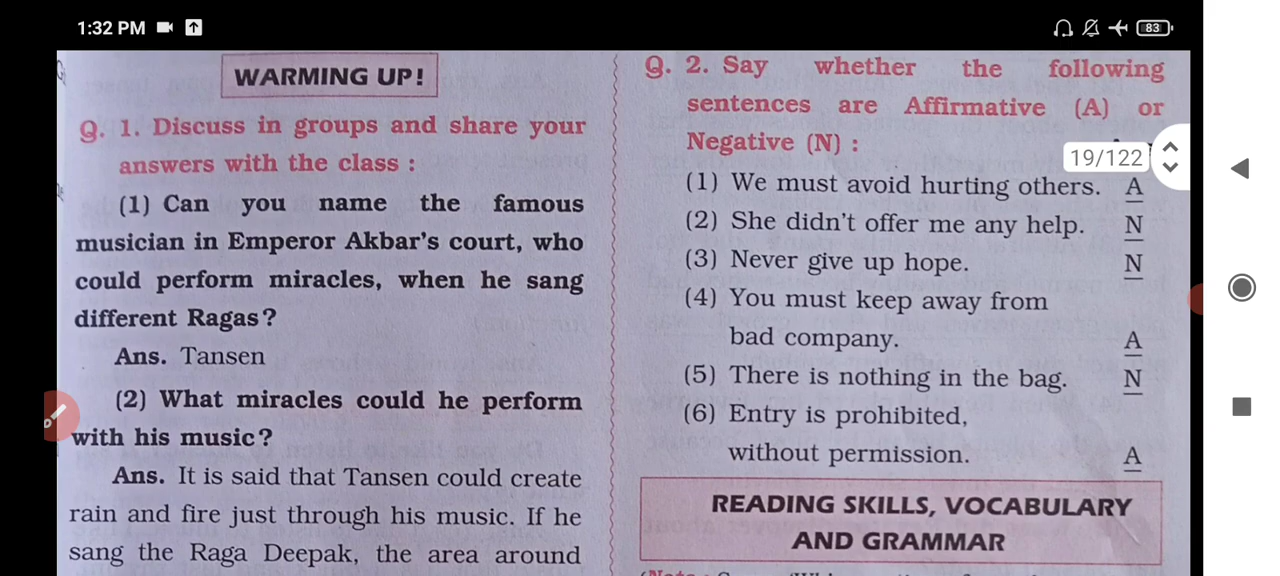 1:32 PM
83
WARMING UP!
Q. 1. Discuss in groups and share your
answers with the class :
(1) Can you name the famous
musician in Emperor Akbar's court, who
could perform miracles, when he sang
different Ragas?
Ans. Tansen
(2) What miracles could he perform
with his music?
Ans. It is said that Tansen could create
rain and fire just through his music. If he
sang the Raga Deepak, the area around
Q. 2. Say whether the following
sentences are Affirmative (A) or
Negative (N) :
19/122
(1) We must avoid hurting others. A
(2) She didn't offer me any help. N
(3) Never give up hope. N
(4) You must keep away from
bad company. A
(5) There is nothing in the bag. N
(6) Entry is prohibited,
without permission. A
READING SKILLS, VOCABULARY
AND GRAMMAR